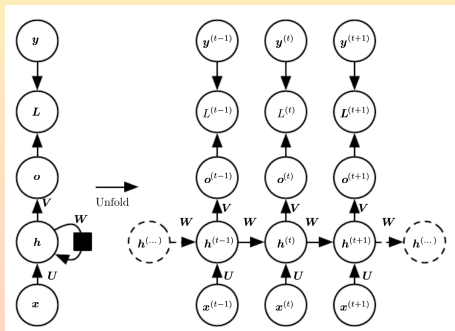 y y^(t-1) y^(t) y^(t+1)
L L^(t-1) L^(t) L^(t+1)
o o^(t-1) o^(t) o^(t+1)
V V V V
Unfold
W W W W W
h h^(...) h^(t-1) h^(t) h^(t+1) h^(...)
U U U U
x x^(t-1) x^(t) x^(t+1)